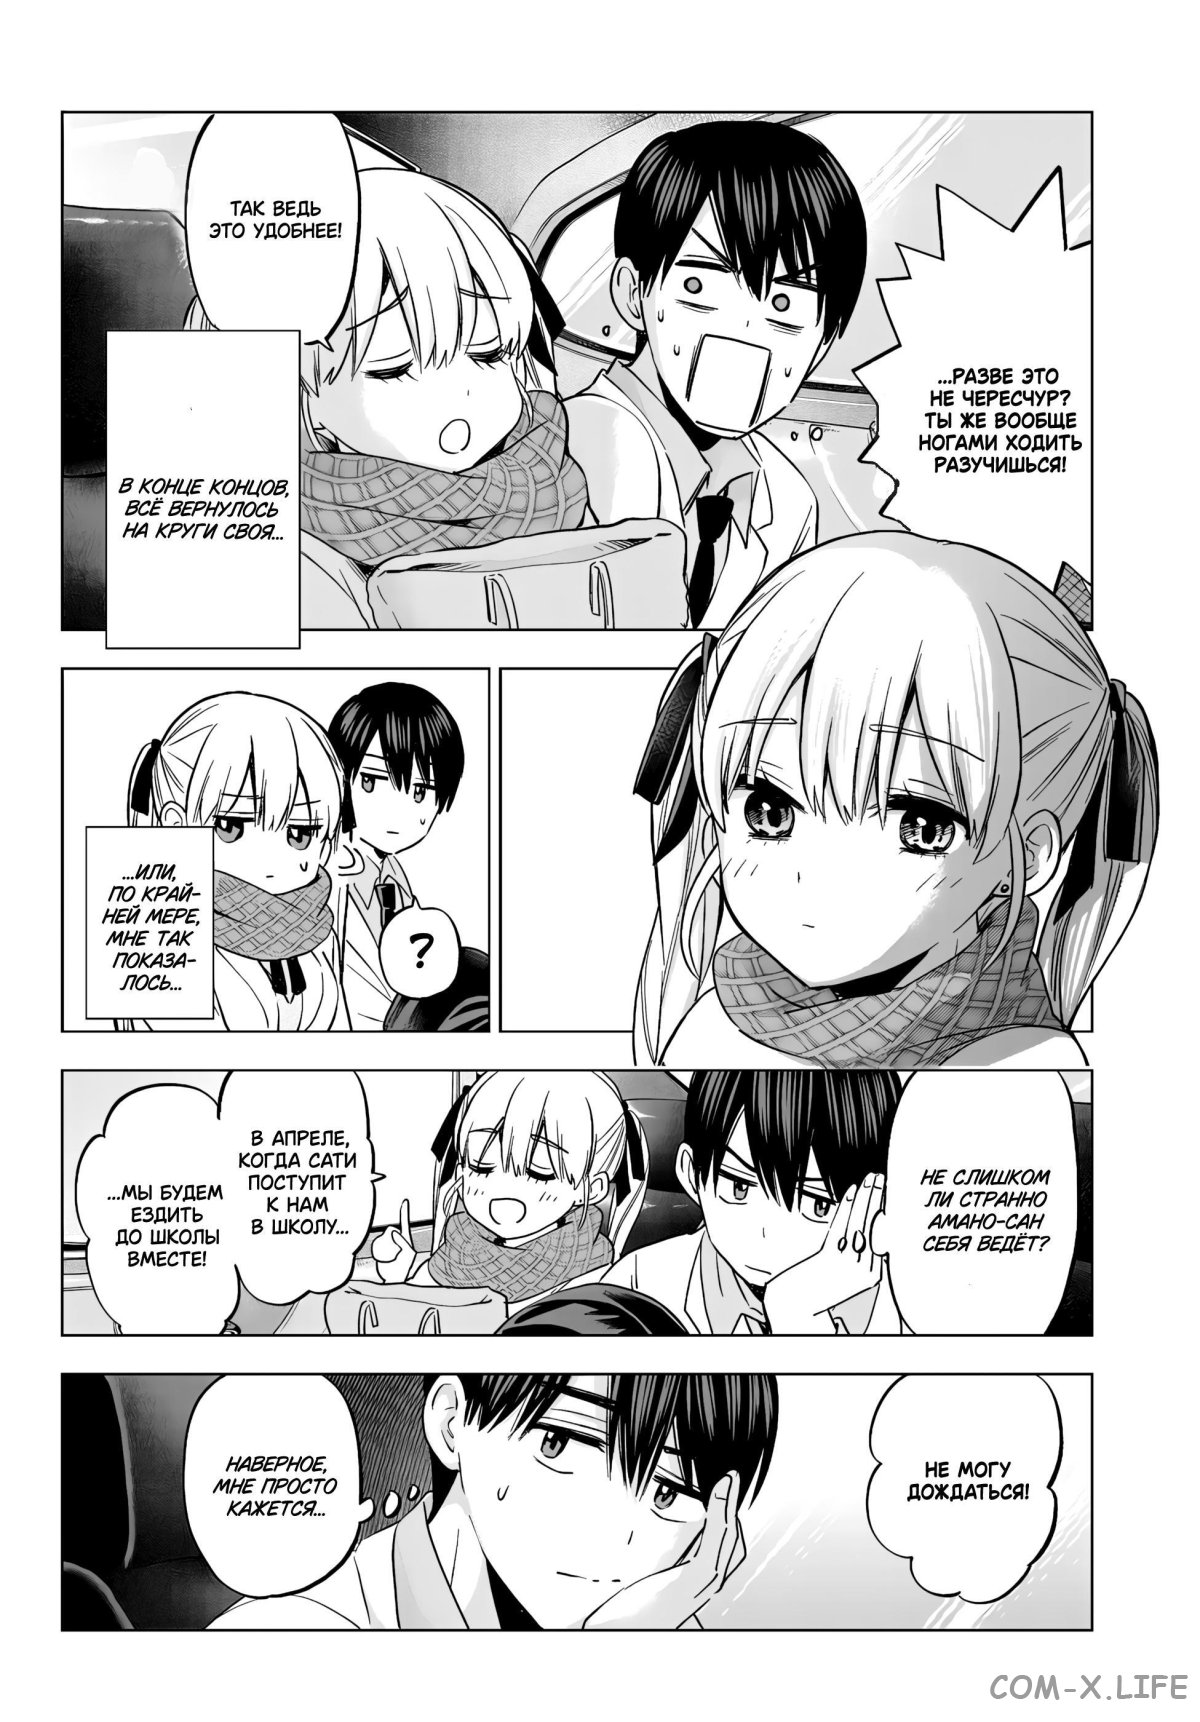 ...РАЗВЕ ЭТО
НЕ ЧЕРЕСЧУР?
ТЫ ЖЕ ВООБЩЕ
НОГАМИ ХОДИТЬ
РАЗУЧИШЬСЯ!
ТАК ВЕДЬ
ЭТО УДОБНЕЕ!
В КОНЦЕ КОНЦОВ,
ВСЁ ВЕРНУЛОСЬ
НА КРУГИ СВОЯ...
?
...ИЛИ,
ПО КРАЙ-
НЕЙ МЕРЕ,
МНЕ ТАК
ПОКАЗА-
ЛОСЬ...
НЕ СЛИШКОМ
ЛИ СТРАННО
АМАНО-САН
СЕБЯ ВЕДЁТ?
В АПРЕЛЕ,
КОГДА САТИ
ПОСТУПИТ
К НАМ
В ШКОЛУ...
...МЫ БУДЕМ
ЕЗДИТЬ
ДО ШКОЛЫ
ВМЕСТЕ!
НЕ МОГУ
ДОЖДАТЬСЯ!
НАВЕРНОЕ,
МНЕ ПРОСТО
КАЖЕТСЯ...
COM-X.LIFE